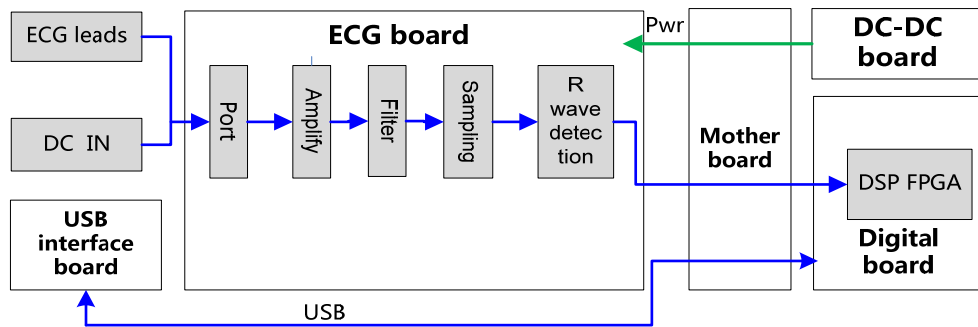 ECG leads
DC IN
USB
interface
board
ECG board
Port
Amplify
Filter
Sampling
R
wave
detec
tion
Pwr
Mother
board
DC-DC
board
DSP FPGA
Digital
board
USB